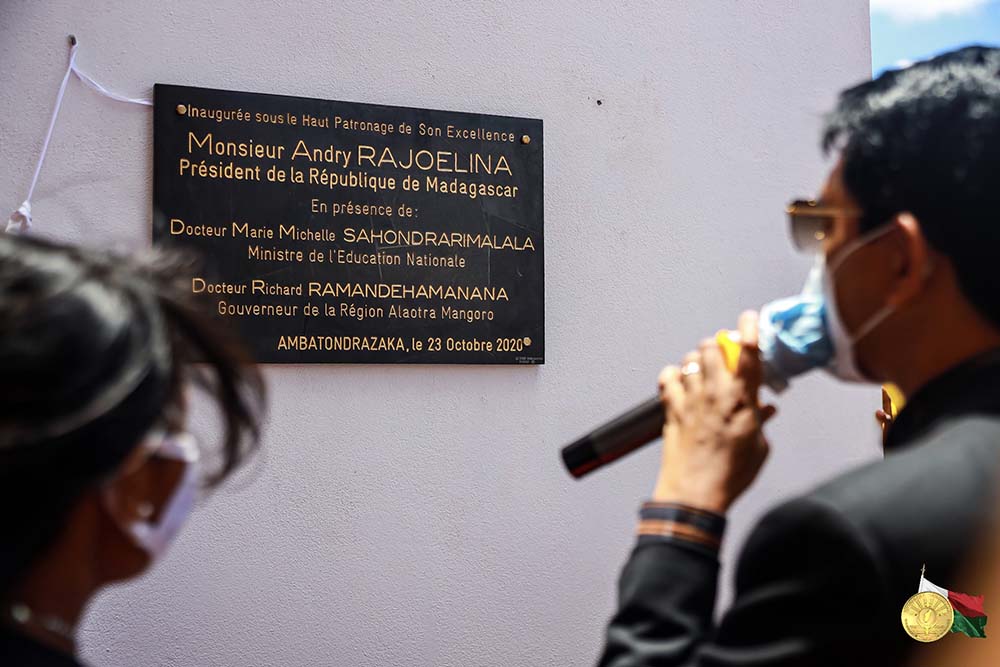 Inaugurée sous le Haut Patronage de Son Excellence
Monsieur Andry RAJOELINA
Président de la République de Madagascar
En présence de:
Docteur Marie Michelle SAHONDRARIMALALA
Ministre de l'Education Nationale
Docteur Richard RAMANDEHAMANANA
Gouverneur de la Région Alaotra Mangoro
AMBATONDRAZAKA, le 23 Octobre 2020